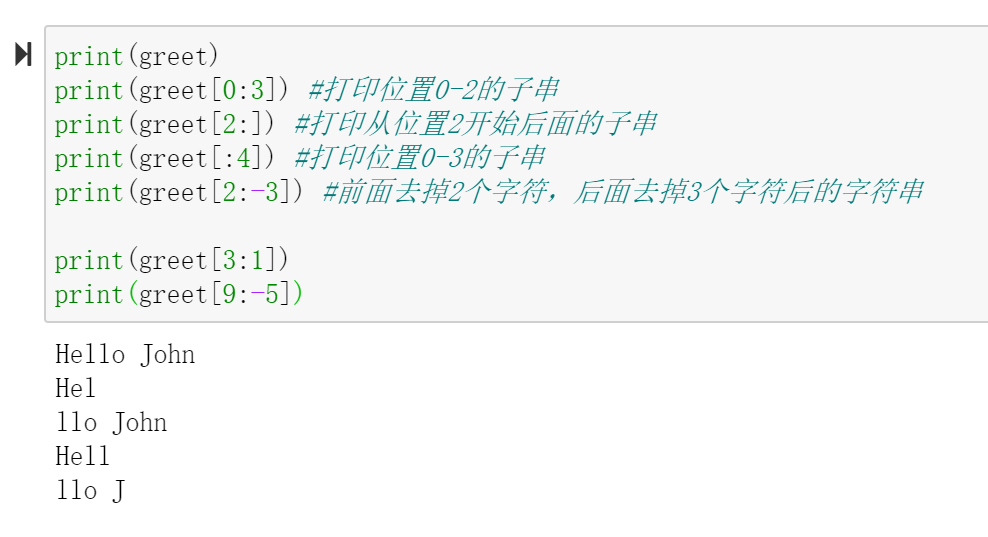 print(greet)
print(greet[0:3]) #打印位置0-2的子串
print(greet[2:]) #打印从位置2开始后面的子串
print(greet[:4]) #打印位置0-3的子串
print(greet[2:-3]) #前面去掉2个字符，后面去掉3个字符后的字符串
print(greet[3:1])
print(greet[9:-5])
Hello John
Hel
llo John
Hell
llo J